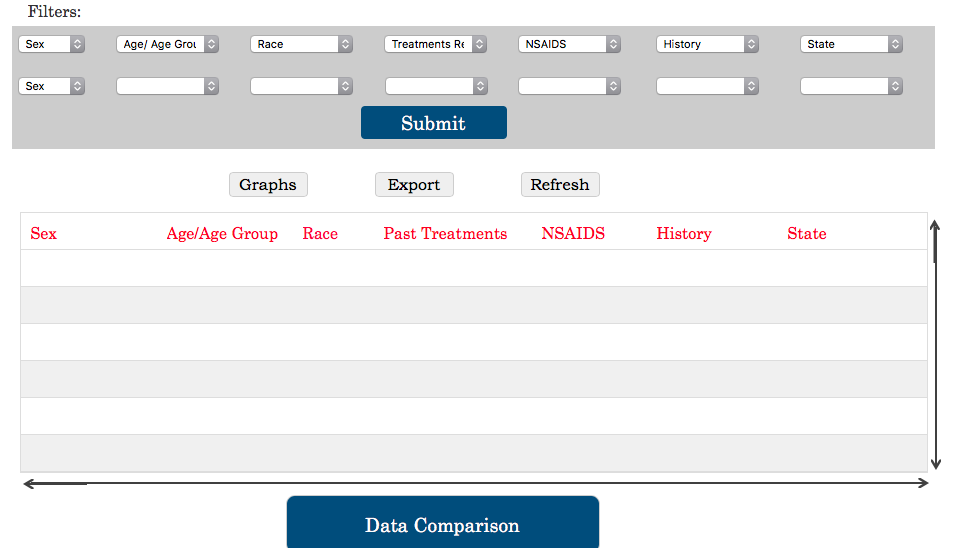 Filters:
Sex Age/ Age Grou Race Treatments Re NSAIDS History State
Sex
Submit
Graphs Export Refresh
Sex Age/Age Group Race Past Treatments NSAIDS History State
Data Comparison